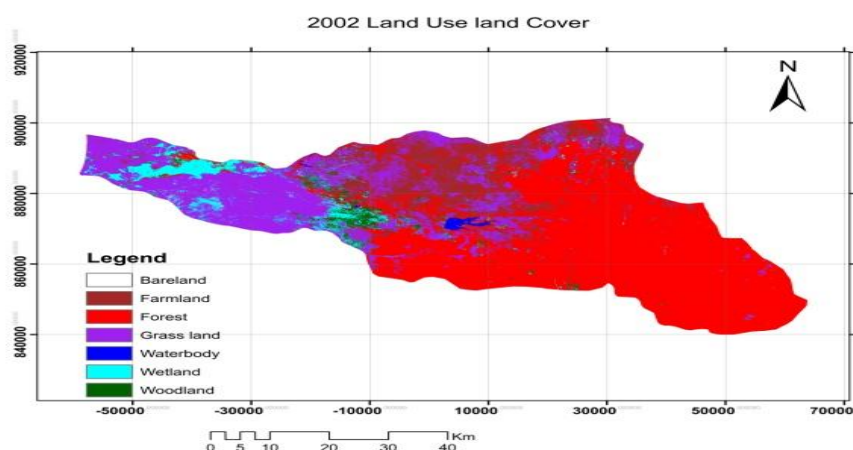 2002 Land Use land Cover
920000
900000
880000
860000
840000
N
Legend
Bareland
Farmland
Forest
Grass land
Waterbody
Wetland
Woodland
-50000 -30000 -10000 10000 30000 50000 70000
0 5 10 20 30 40 Km